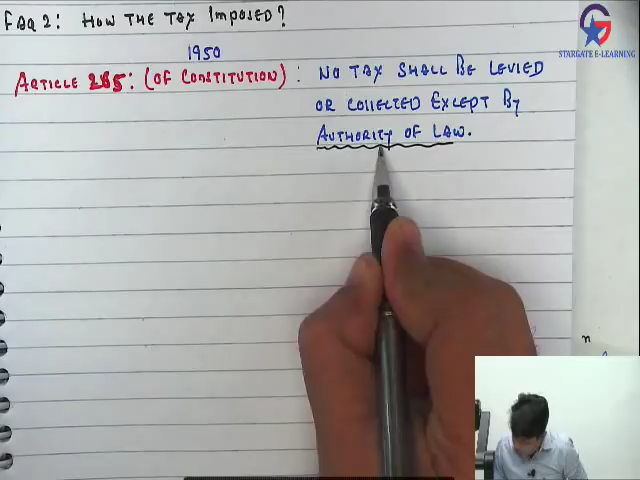 FAQ 2: HOW THE TAX IMPOSED?
1950
ARTICLE 265: (OF CONSTITUTION): NO TAX SHALL BE LEVIED
OR COLLECTED EXCEPT BY
AUTHORITY OF LAW.
STARGATE E-LEARNING
n